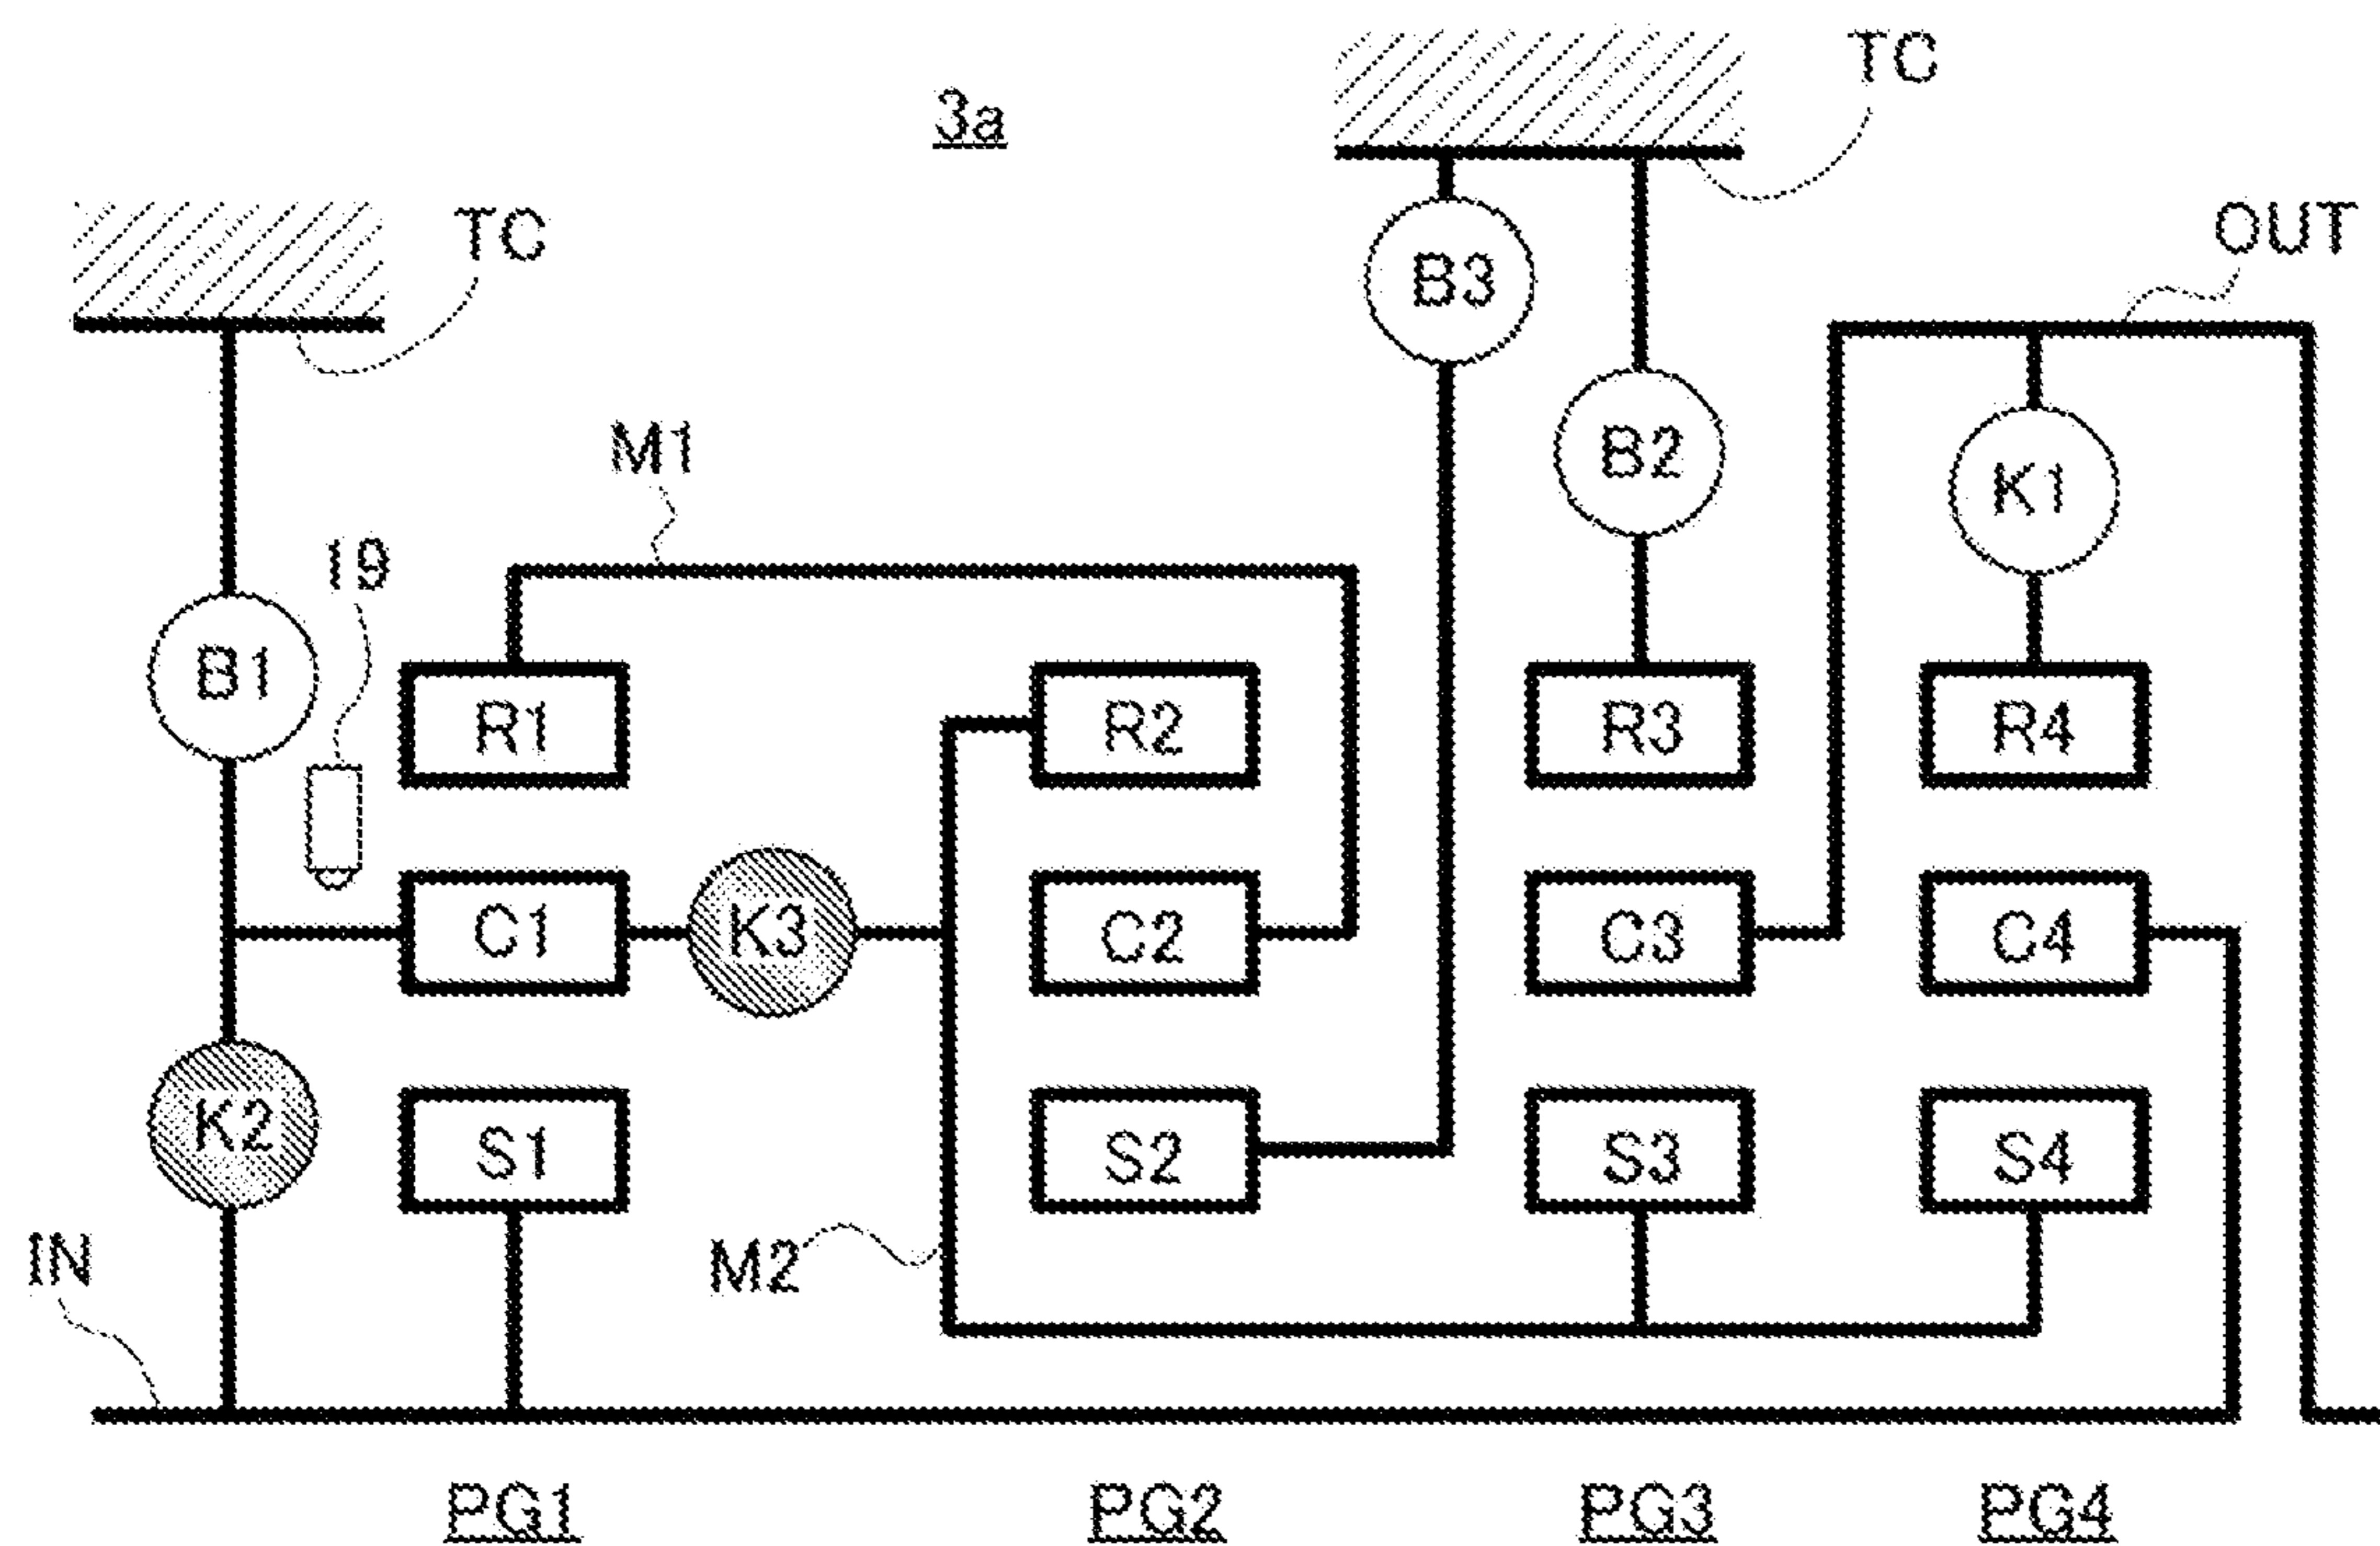 TC
3a
TC
OUT
B3
M1
B2
K1
19
B1
R1
R2
R3
R4
C1
K3
C2
C3
C4
K2
S1
S2
S3
S4
IN
M2
PG1
PG2
PG3
PG4